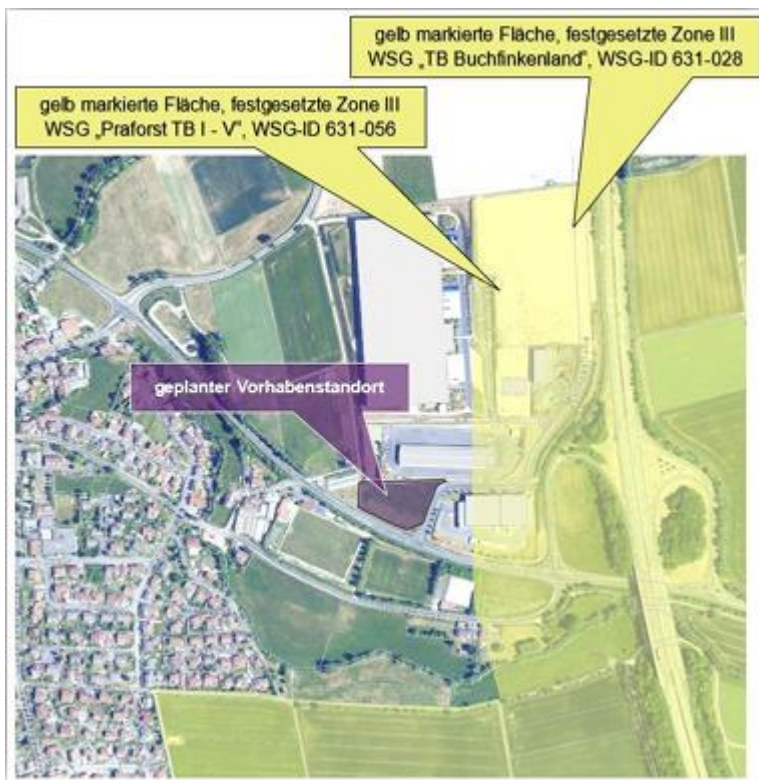 gelb markierte Fläche, festgesetzte Zone III
WSG „TB Buchfinkenland", WSG-ID 631-028
gelb markierte Fläche, festgesetzte Zone III
WSG „Praforst TB I - V", WSG-ID 631-056
geplanter Vorhabenstandort